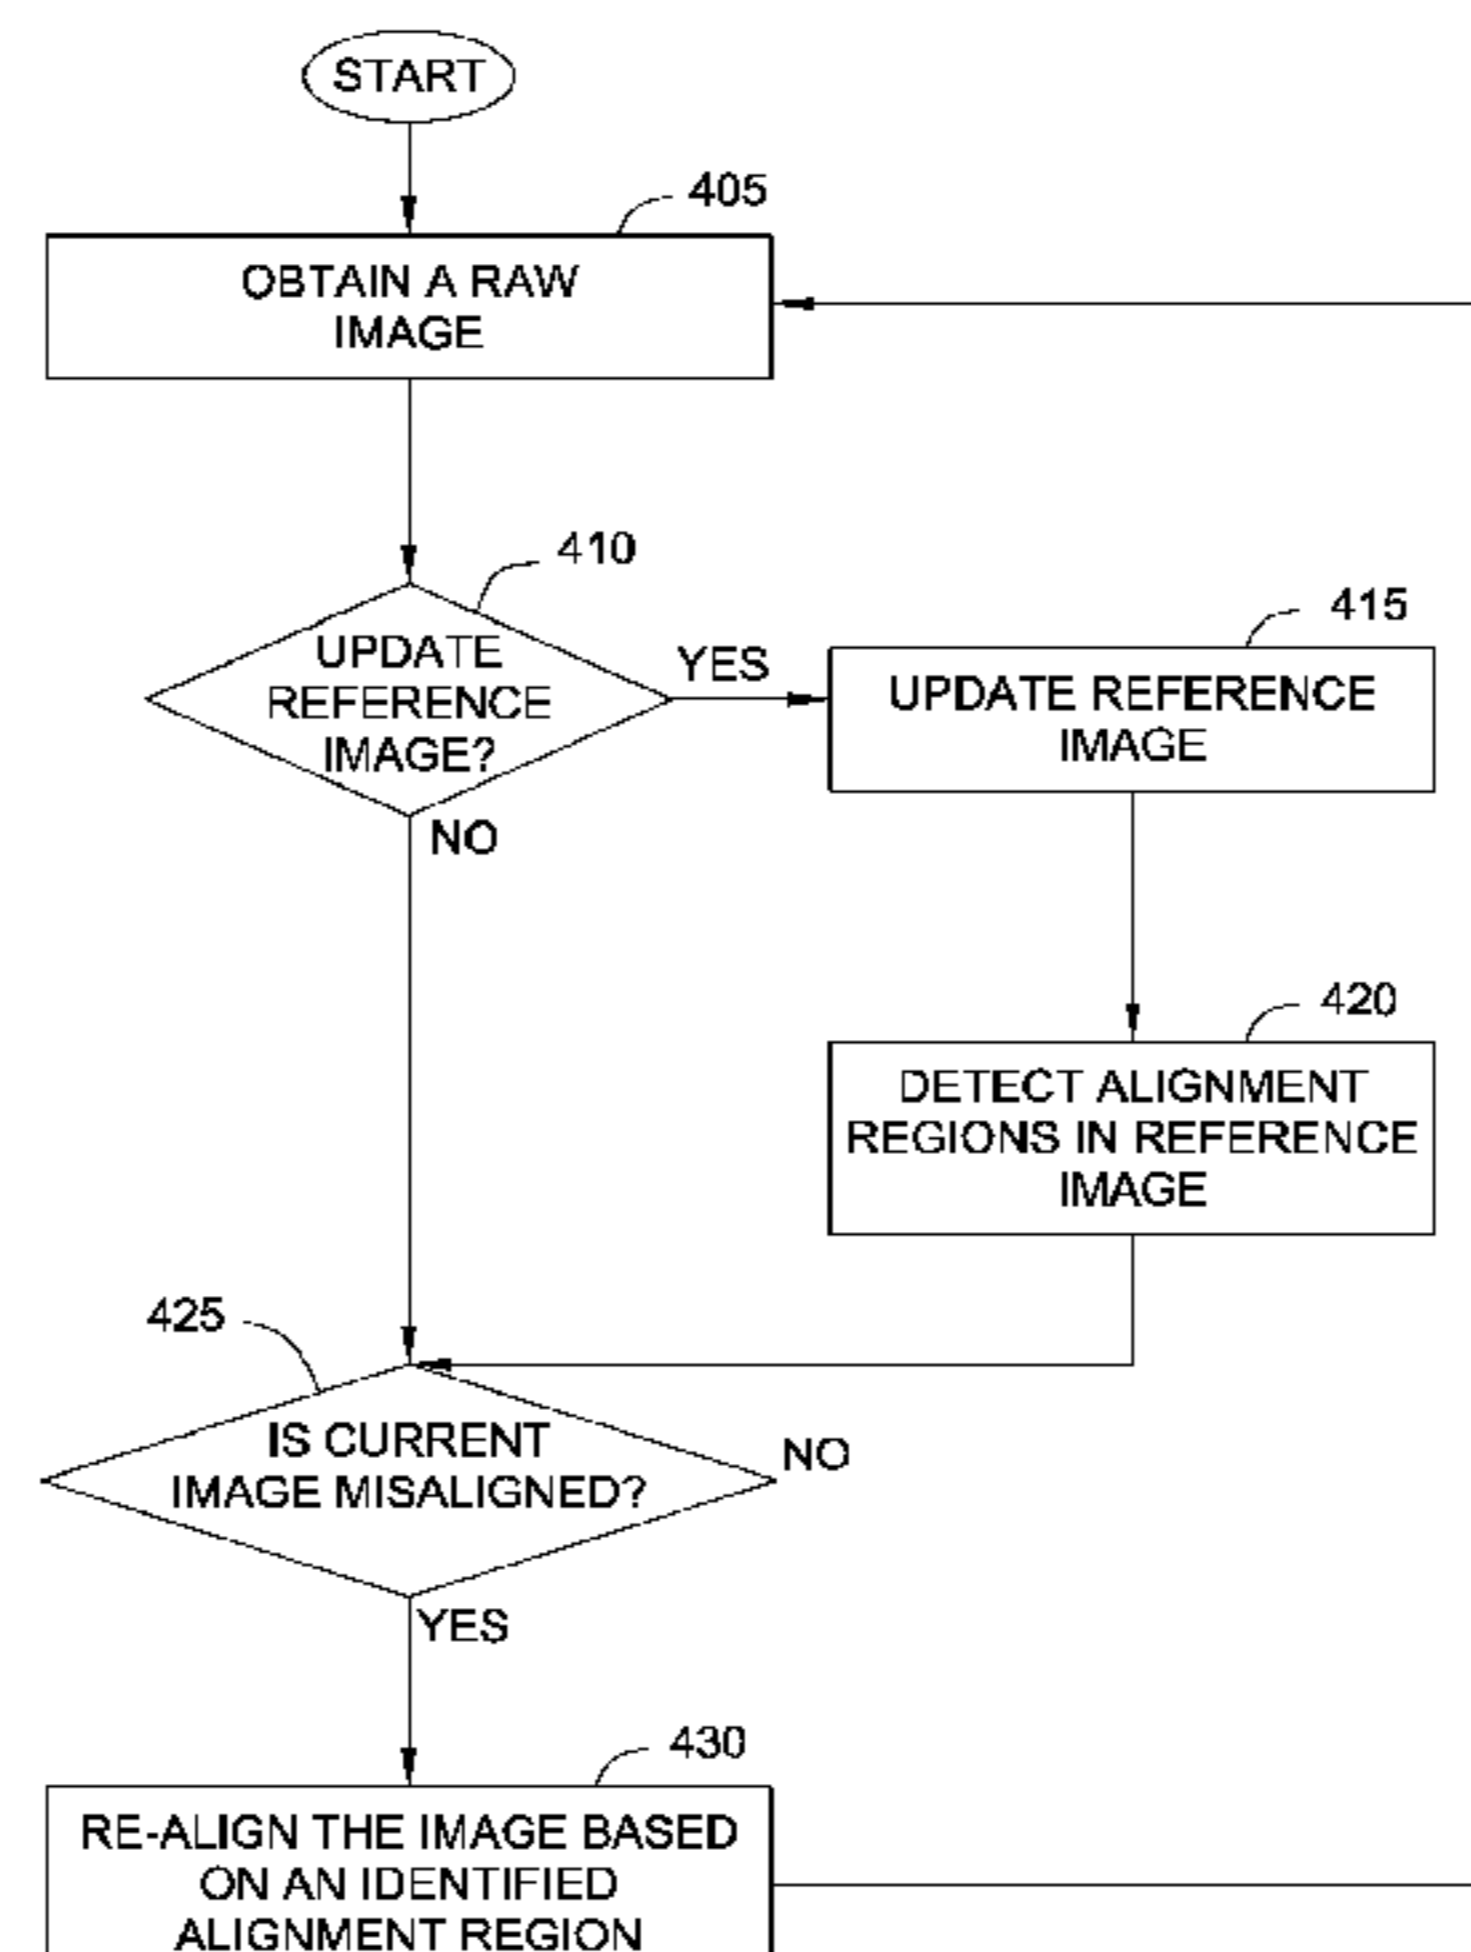 START
405
OBTAIN A RAW
IMAGE
410
UPDATE
REFERENCE
IMAGE?
YES
NO
415
UPDATE REFERENCE
IMAGE
420
DETECT ALIGNMENT
REGIONS IN REFERENCE
IMAGE
425
IS CURRENT
IMAGE MISALIGNED?
NO
YES
430
RE-ALIGN THE IMAGE BASED
ON AN IDENTIFIED
ALIGNMENT REGION